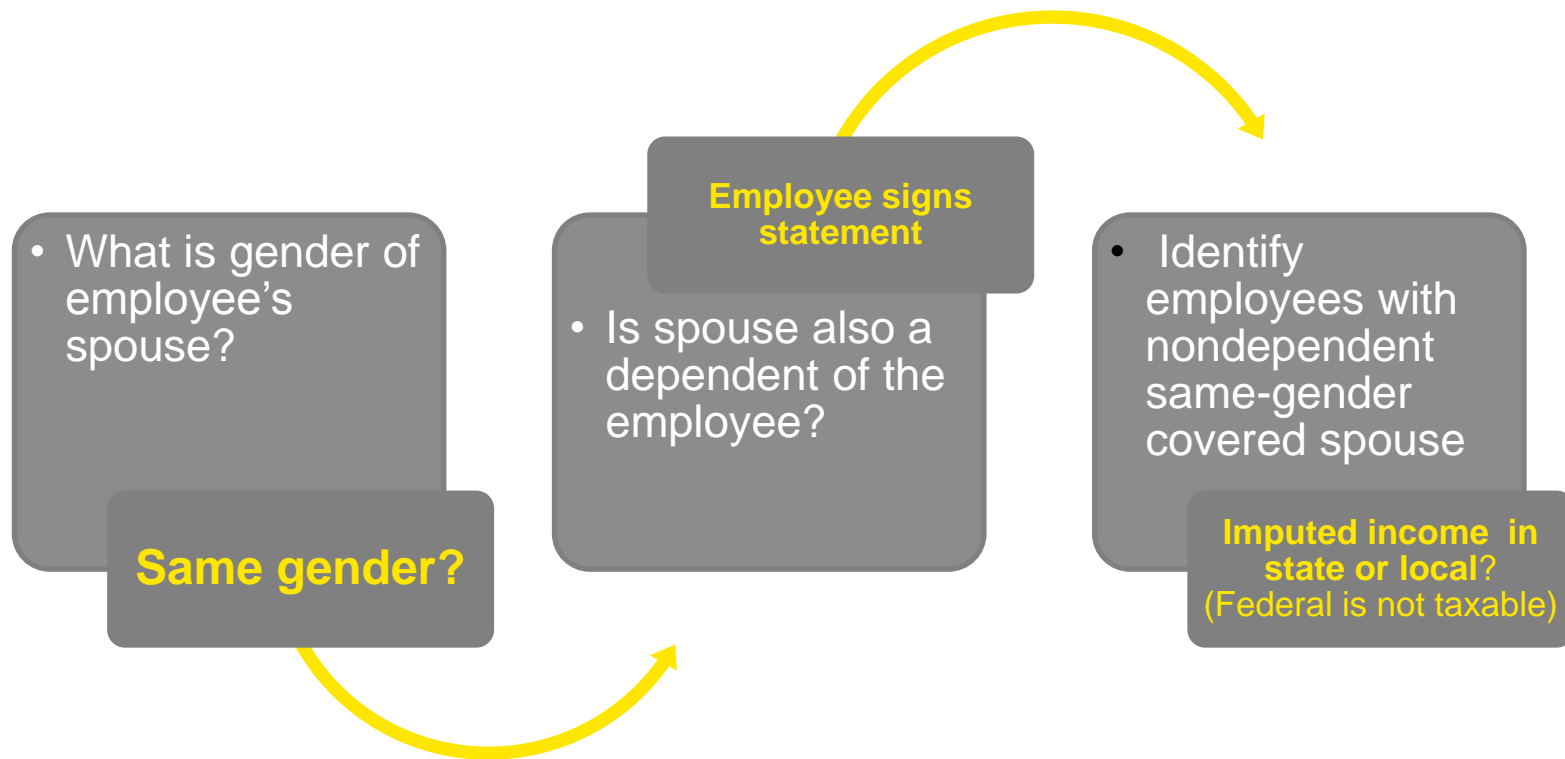 • What is gender of
employee’s
spouse?
Same gender?
Employee signs
statement
• Is spouse also a
dependent of the
employee?
• Identify
employees with
nondependent
same-gender
covered spouse
Imputed income in
state or local?
(Federal is not taxable)